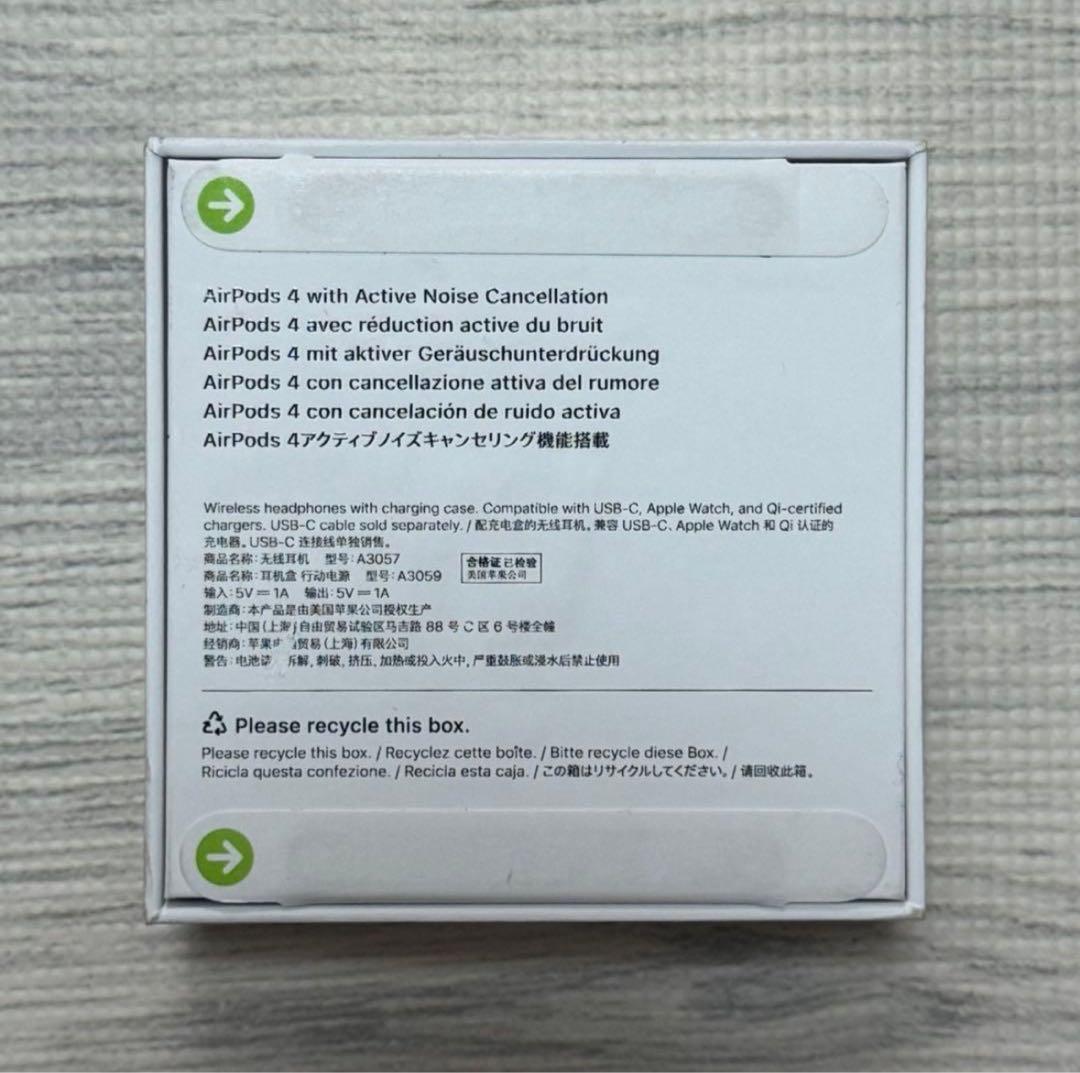 AirPods 4 with Active Noise Cancellation
AirPods 4 avec réduction active du bruit
AirPods 4 mit aktiver Geräuschunterdrückung
AirPods 4 con cancellazione attiva del rumore
AirPods 4 con cancelación de ruido activa
AirPods 4アクティブノイズキャンセリング機能搭載
Wireless headphones with charging case. Compatible with USB-C, Apple Watch, and Qi-certified
chargers. USB-C cable sold separately. / 配充电盒的无线耳机。兼容 USB-C、Apple Watch 和 Qi 认证的
充电器。USB-C 连接线单独销售。
商品名称：无线耳机 型号：A3057
商品名称：耳机盒 行动电源 型号：A3059
合格证 已检验
美国苹果公司
输入：5V⎓1A 输出：5V⎓1A
制造商：本产品是由美国苹果公司授权生产
地址：中国（上海）自由贸易试验区马吉路 88 号 C 区 6 号楼全幢
经销商：苹果 贸易（上海）有限公司
警告：电池 拆解，刺破，挤压，加热或投入火中，严重鼓胀或浸水后禁止使用
Please recycle this box.
Please recycle this box. / Recyclez cette boîte. / Bitte recycle diese Box. /
Ricicla questa confezione. / Recicla esta caja. / この箱はリサイクルしてください。/ 请回收此箱。